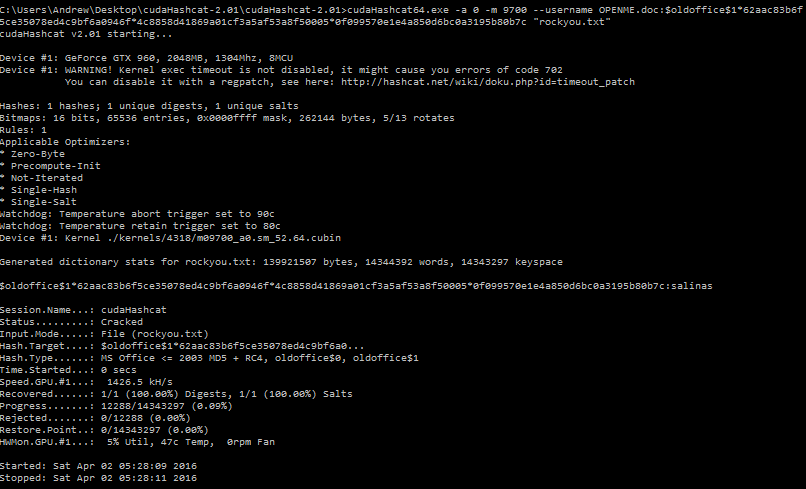 C:\Users\Andrew\Desktop\cudaHashcat-2.01\cudaHashcat-2.01>cudaHashcat64.exe -a 0 -m 9700 --username OPENME.doc:$oldoffice$1*62aac83b6f
5ce35078ed4c9bf6a0946f*4c8858d41869a01cf3a5af53a8f50005*0f099570e1e4a850d6bc0a3195b80b7c "rockyou.txt"
cudaHashcat v2.01 starting...

Device #1: GeForce GTX 960, 2048MB, 1304Mhz, 8MCU
Device #1: WARNING! Kernel exec timeout is not disabled, it might cause you errors of code 702
           You can disable it with a regpatch, see here: http://hashcat.net/wiki/doku.php?id=timeout_patch

Hashes: 1 hashes; 1 unique digests, 1 unique salts
Bitmaps: 16 bits, 65536 entries, 0x0000ffff mask, 262144 bytes, 5/13 rotates
Rules: 1
Applicable Optimizers:
* Zero-Byte
* Precompute-Init
* Not-Iterated
* Single-Hash
* Single-Salt
Watchdog: Temperature abort trigger set to 90c
Watchdog: Temperature retain trigger set to 80c
Device #1: Kernel ./kernels/4318/m09700_a0.sm_52.64.cubin

Generated dictionary stats for rockyou.txt: 139921507 bytes, 14344392 words, 14343297 keyspace

$oldoffice$1*62aac83b6f5ce35078ed4c9bf6a0946f*4c8858d41869a01cf3a5af53a8f50005*0f099570e1e4a850d6bc0a3195b80b7c:salinas

Session.Name...: cudaHashcat
Status.........: Cracked
Input.Mode.....: File (rockyou.txt)
Hash.Target....: $oldoffice$1*62aac83b6f5ce35078ed4c9bf6a0...
Hash.Type......: MS Office <= 2003 MD5 + RC4, oldoffice$0, oldoffice$1
Time.Started...: 0 secs
Speed.GPU.#1...:  1426.5 kH/s
Recovered......: 1/1 (100.00%) Digests, 1/1 (100.00%) Salts
Progress.......: 12288/14343297 (0.09%)
Rejected.......: 0/12288 (0.00%)
Restore.Point..: 0/14343297 (0.00%)
HWMon.GPU.#1...:  5% Util, 47c Temp,  0rpm Fan

Started: Sat Apr 02 05:28:09 2016
Stopped: Sat Apr 02 05:28:11 2016